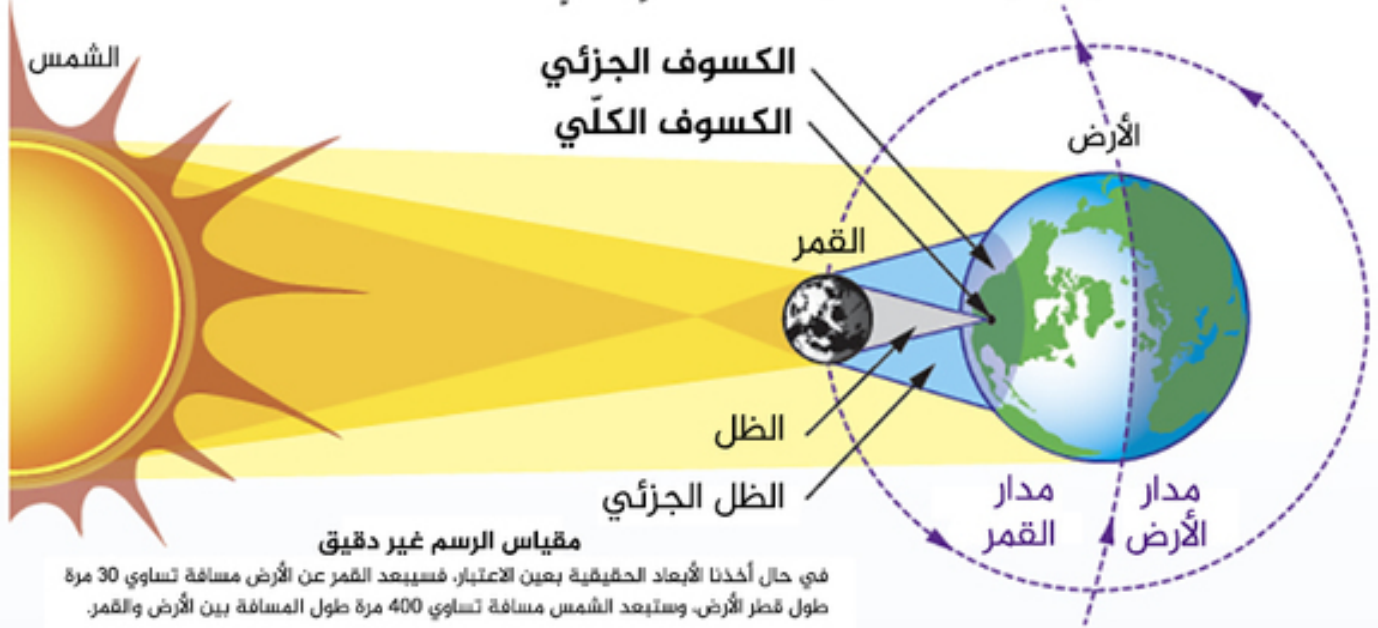 الشمس
الكسوف الجزئي
الكسوف الكلّي
الأرض
القمر
الظل
الظل الجزئي
مدار
القمر
مدار
الأرض
مقياس الرسم غير دقيق
في حال أخذنا الأبعاد الحقيقية بعين الاعتبار، فسيبعد القمر عن الأرض مسافة تساوي 30 مرة
طول قطر الأرض، وستبعد الشمس مسافة تساوي 400 مرة طول المسافة بين الأرض والقمر.